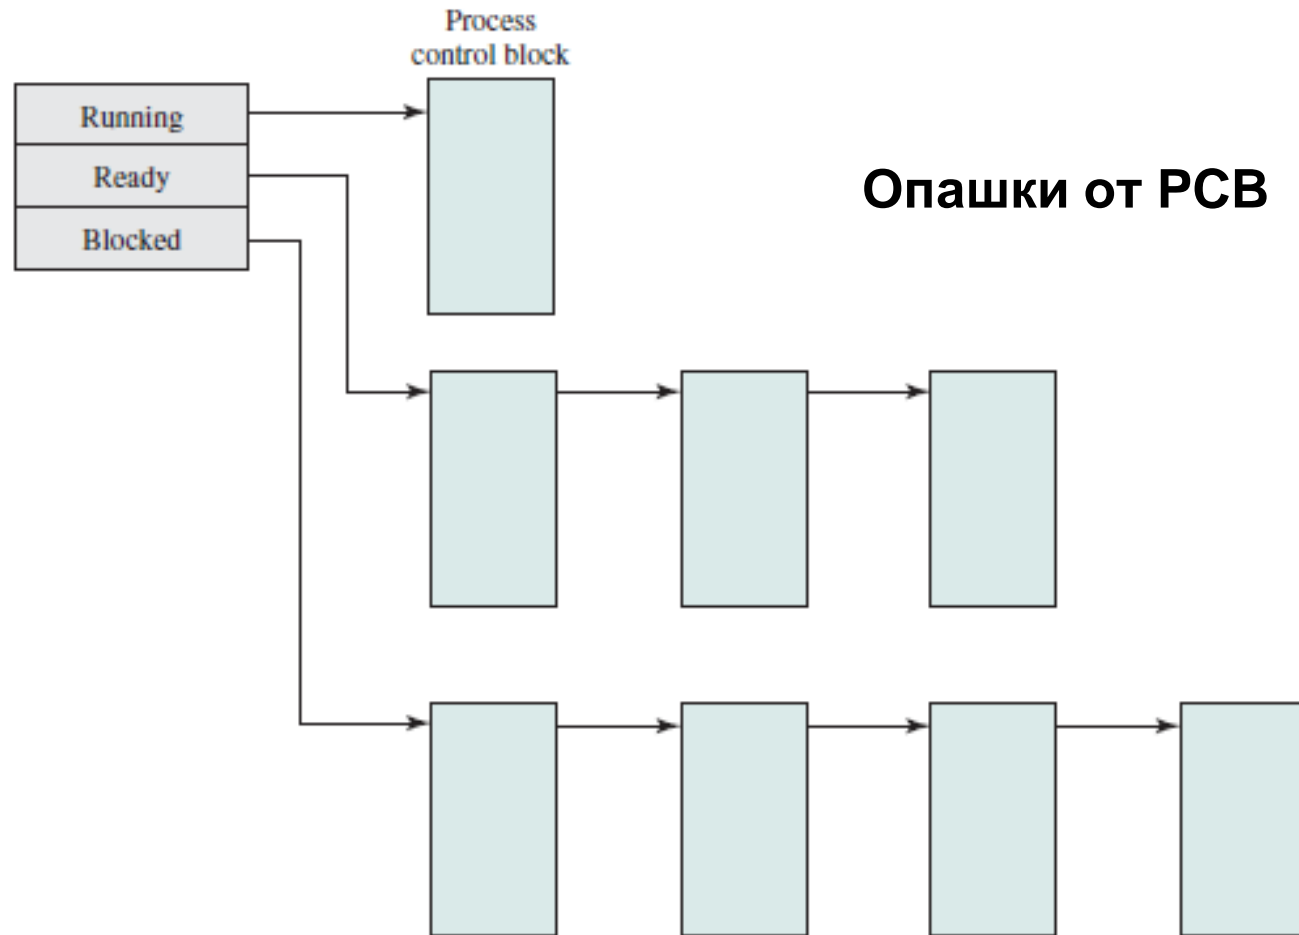 Process
control block
Running
Ready
Blocked
Опашки от PCB